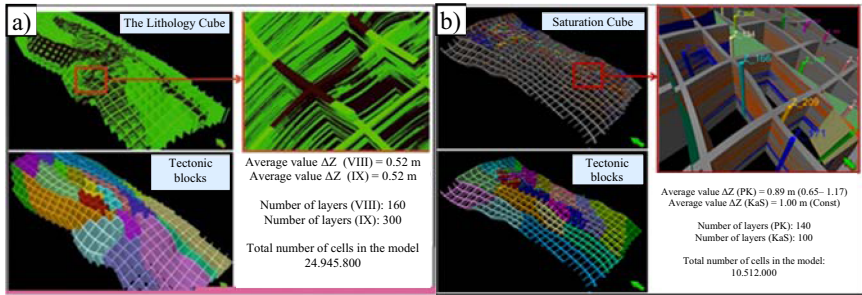 a)
The Lithology Cube
Tectonic
blocks
Average value ΔZ (VIII) = 0.52 m
Average value ΔZ (IX) = 0.52 m
Number of layers (VIII): 160
Number of layers (IX): 300
Total number of cells in the model
24.945.800
b)
Saturation Cube
Tectonic
blocks
Average value ΔZ (PK) = 0.89 m (0.65– 1.17)
Average value ΔZ (KaS) = 1.00 m (Const)
Number of layers (PK): 140
Number of layers (KaS): 100
Total number of cells in the model:
10.512.000